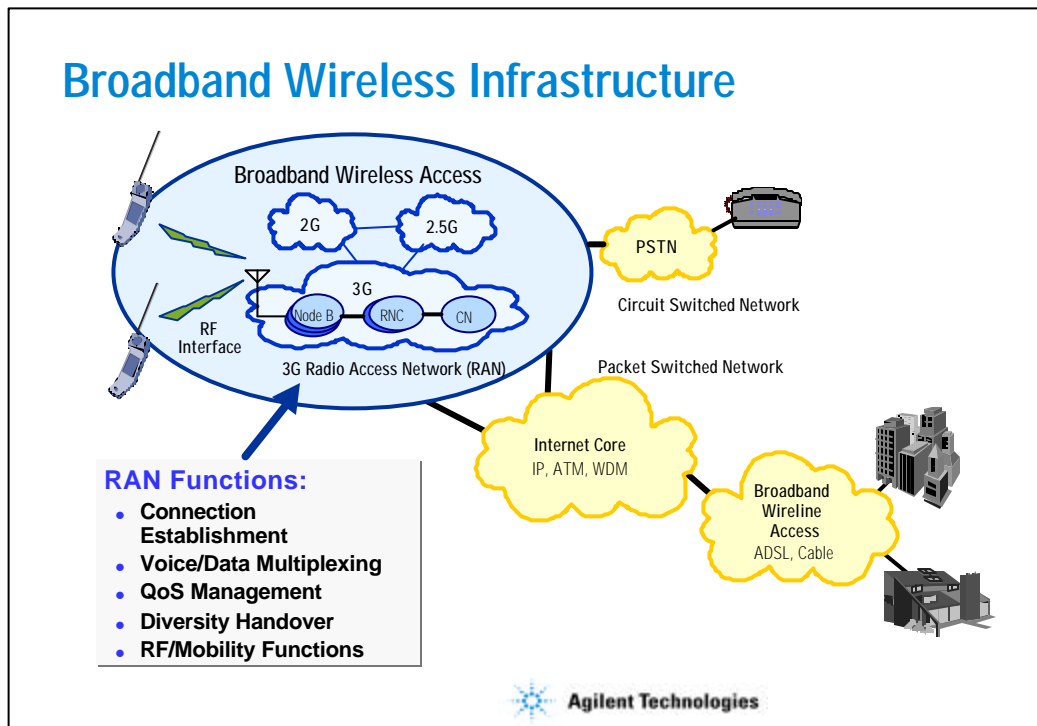 Broadband Wireless Infrastructure
Broadband Wireless Access
2G
2.5G
3G
Node B
RNC
CN
RF
Interface
3G Radio Access Network (RAN)
PSTN
Circuit Switched Network
Packet Switched Network
Internet Core
IP, ATM, WDM
Broadband
Wireline
Access
ADSL, Cable
RAN Functions:
• Connection
Establishment
• Voice/Data Multiplexing
• QoS Management
• Diversity Handover
• RF/Mobility Functions
Agilent Technologies